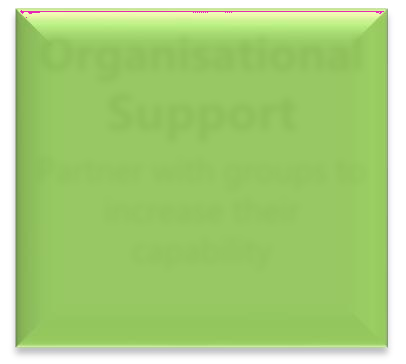 Organisational
Support
Partner with groups to
increase their
capability